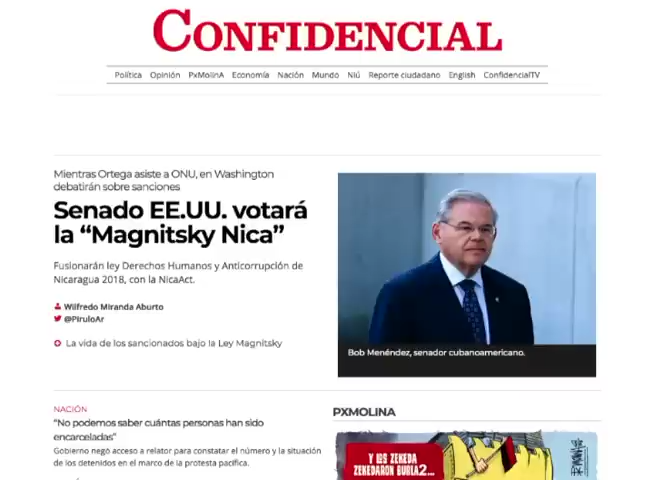 CONFIDENCIAL
Política Opinión PxMolinA Economía Nación Mundo Niú Reporte ciudadano English ConfidencialTV
Mientras Ortega asiste a ONU, en Washington
debatirán sobre sanciones
Senado EE.UU. votará
la “Magnitsky Nica”
Fusionarán ley Derechos Humanos y Anticorrupción de
Nicaragua 2018, con la NicaAct.
Wilfredo Miranda Aburto
@PiruloAr
La vida de los sancionados bajo la Ley Magnitsky
Bob Menéndez, senador cubanoamericano.
NACIÓN
“No podemos saber cuántas personas han sido
encarceladas”
Gobierno negó acceso a relator para constatar el número y la situación
de los detenidos en el marco de la protesta pacífica.
PXMOLINA
Y LOS ZEKEDA
ZEKEDARON BURLA2...